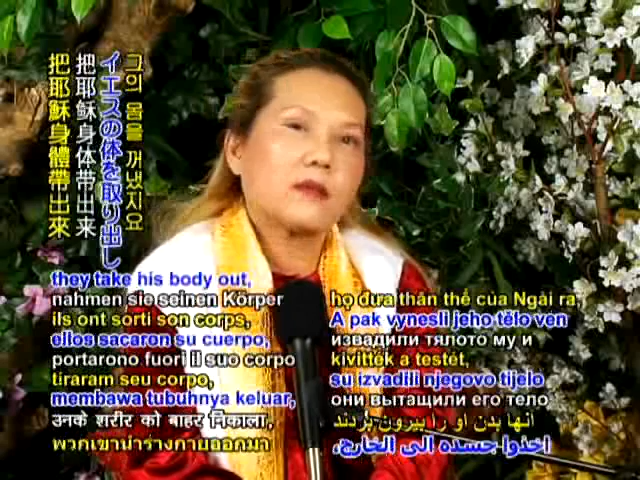 把耶穌身體帶出來
把耶稣身体带出来
イエスの体を取り出し
그의 몸을 꺼냈지요
they take his body out,
nahmen sie seinen Körper
ils ont sorti son corps,
ellos sacaron su cuerpo,
portarono fuori il suo corpo
tiraram seu corpo,
membawa tubuhnya keluar,
उनके शरीर को बाहर निकाला,
พวกเขานำร่างกายออกมา
họ đưa thân thể của Ngài ra,
A pak vynesli jeho tělo ven
извадили тялото му и
kivitték a testét,
su izvadili njegovo tijelo
они вытащили его тело
آنها بدن او را بیرون بردند
اخذوا جسده الى الخارج،